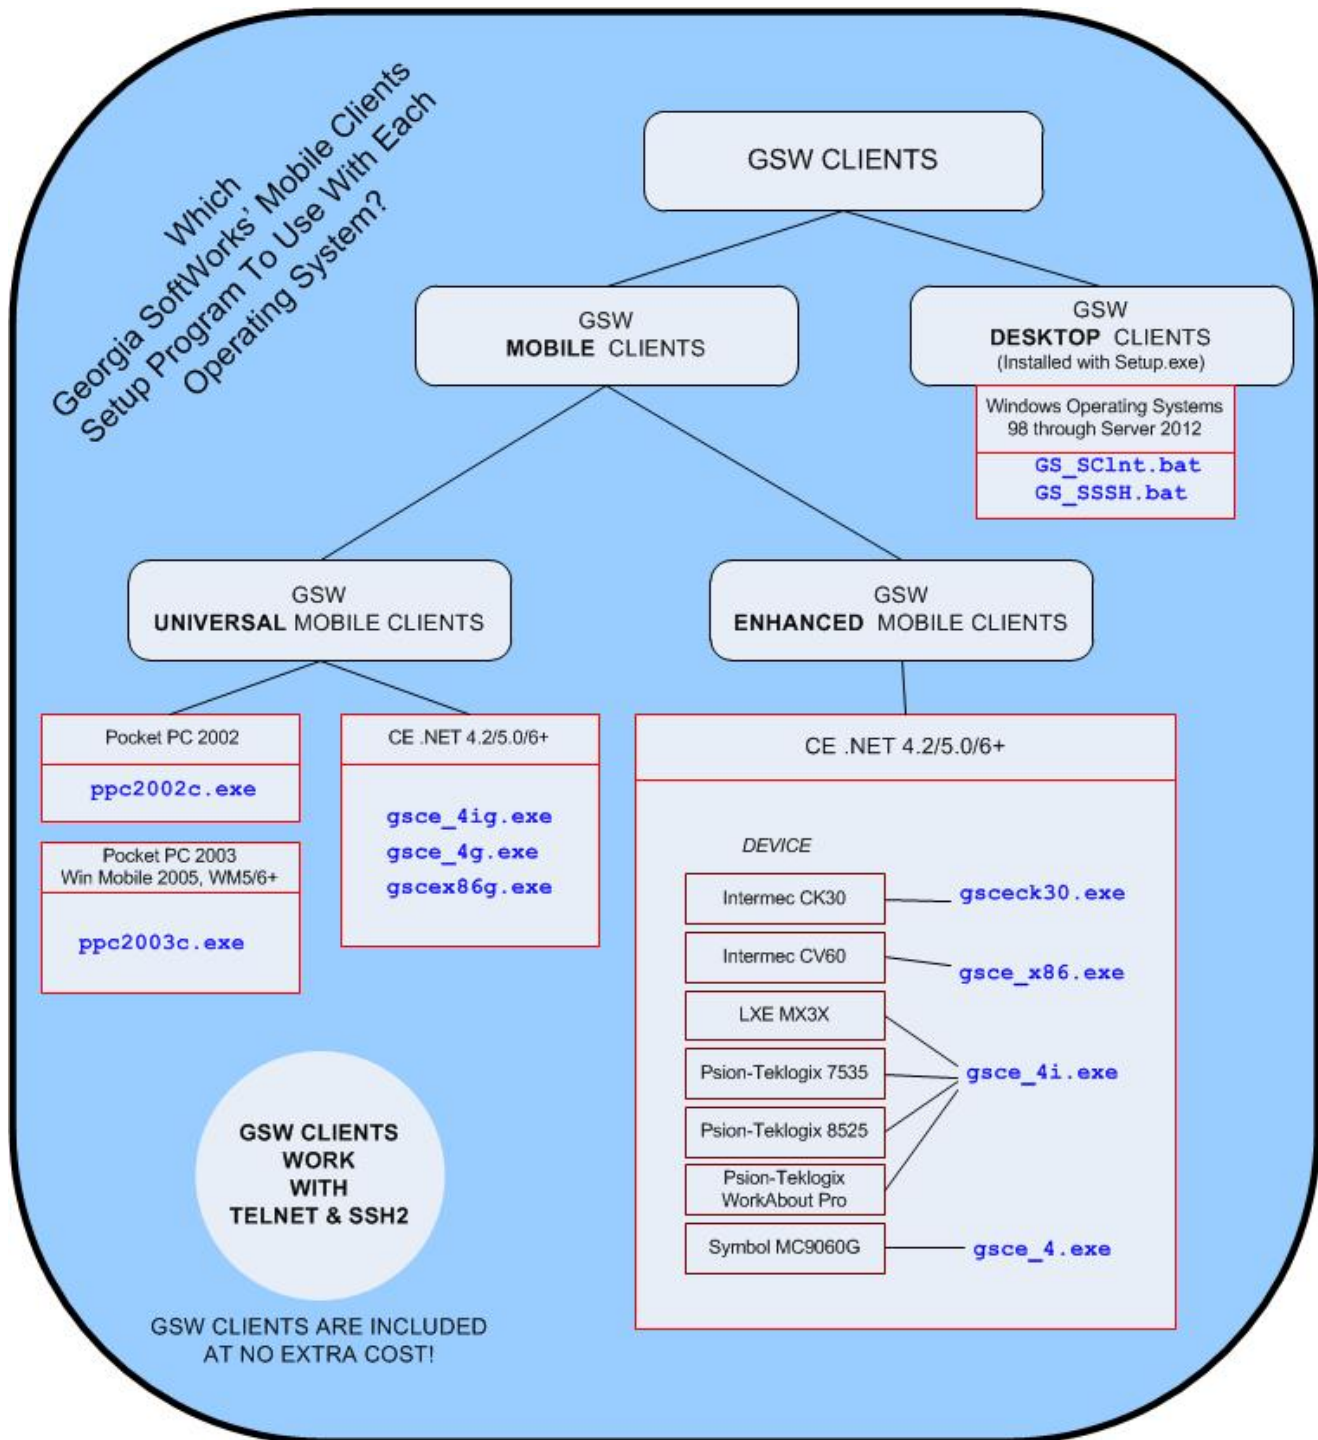 Which
Georgia SoftWorks' Mobile Clients
Setup Program To Use With Each
Operating System?
GSW CLIENTS
GSW
MOBILE CLIENTS
GSW
DESKTOP CLIENTS
(Installed with Setup.exe)
Windows Operating Systems
98 through Server 2012
GS_SClnt.bat
GS_SSSH.bat
GSW
UNIVERSAL MOBILE CLIENTS
GSW
ENHANCED MOBILE CLIENTS
Pocket PC 2002
ppc2002c.exe
Pocket PC 2003
Win Mobile 2005, WM5/6+
ppc2003c.exe
CE .NET 4.2/5.0/6+
gsce_4ig.exe
gsce_4g.exe
gscex86g.exe
CE .NET 4.2/5.0/6+
DEVICE
Intermec CK30
gsceck30.exe
Intermec CV60
gsce_x86.exe
LXE MX3X
Psion-Teklogix 7535
gsce_4i.exe
Psion-Teklogix 8525
Psion-Teklogix
WorkAbout Pro
Symbol MC9060G
gsce_4.exe
GSW CLIENTS
WORK
WITH
TELNET & SSH2
GSW CLIENTS ARE INCLUDED
AT NO EXTRA COST!